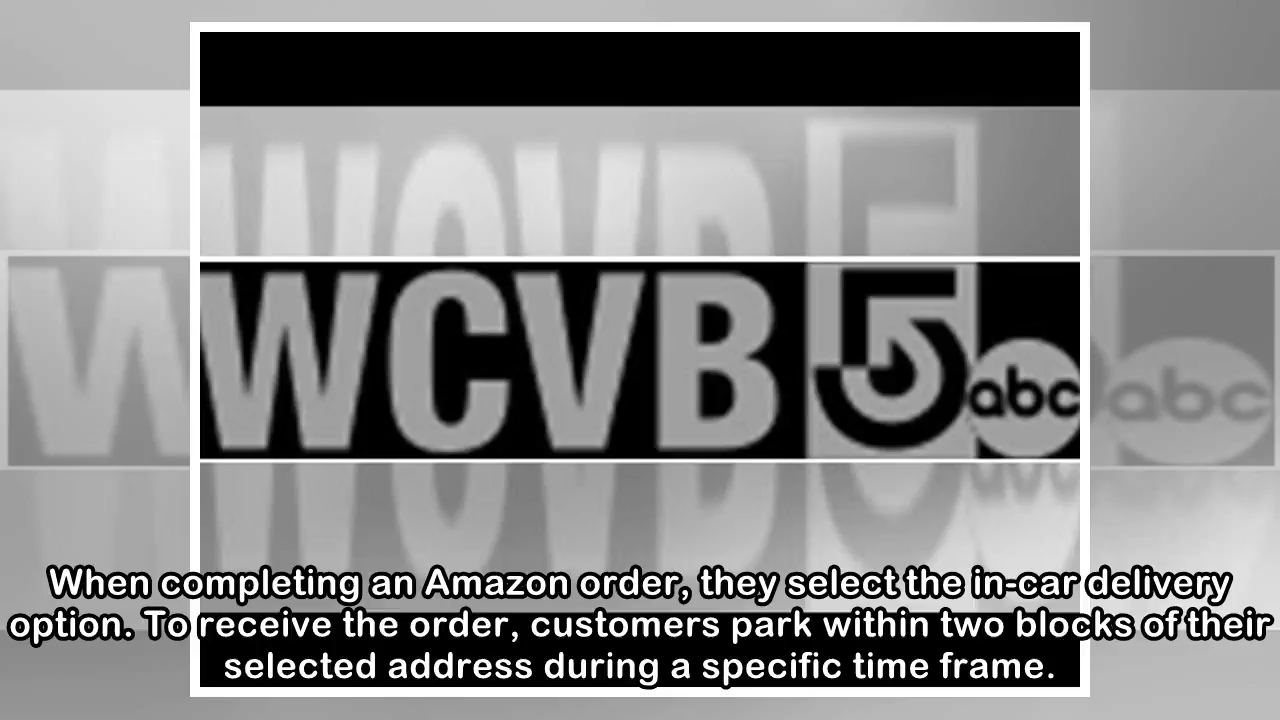 WCVB 5 abc
abc
When completing an Amazon order, they select the in-car delivery
option. To receive the order, customers park within two blocks of their
selected address during a specific time frame.